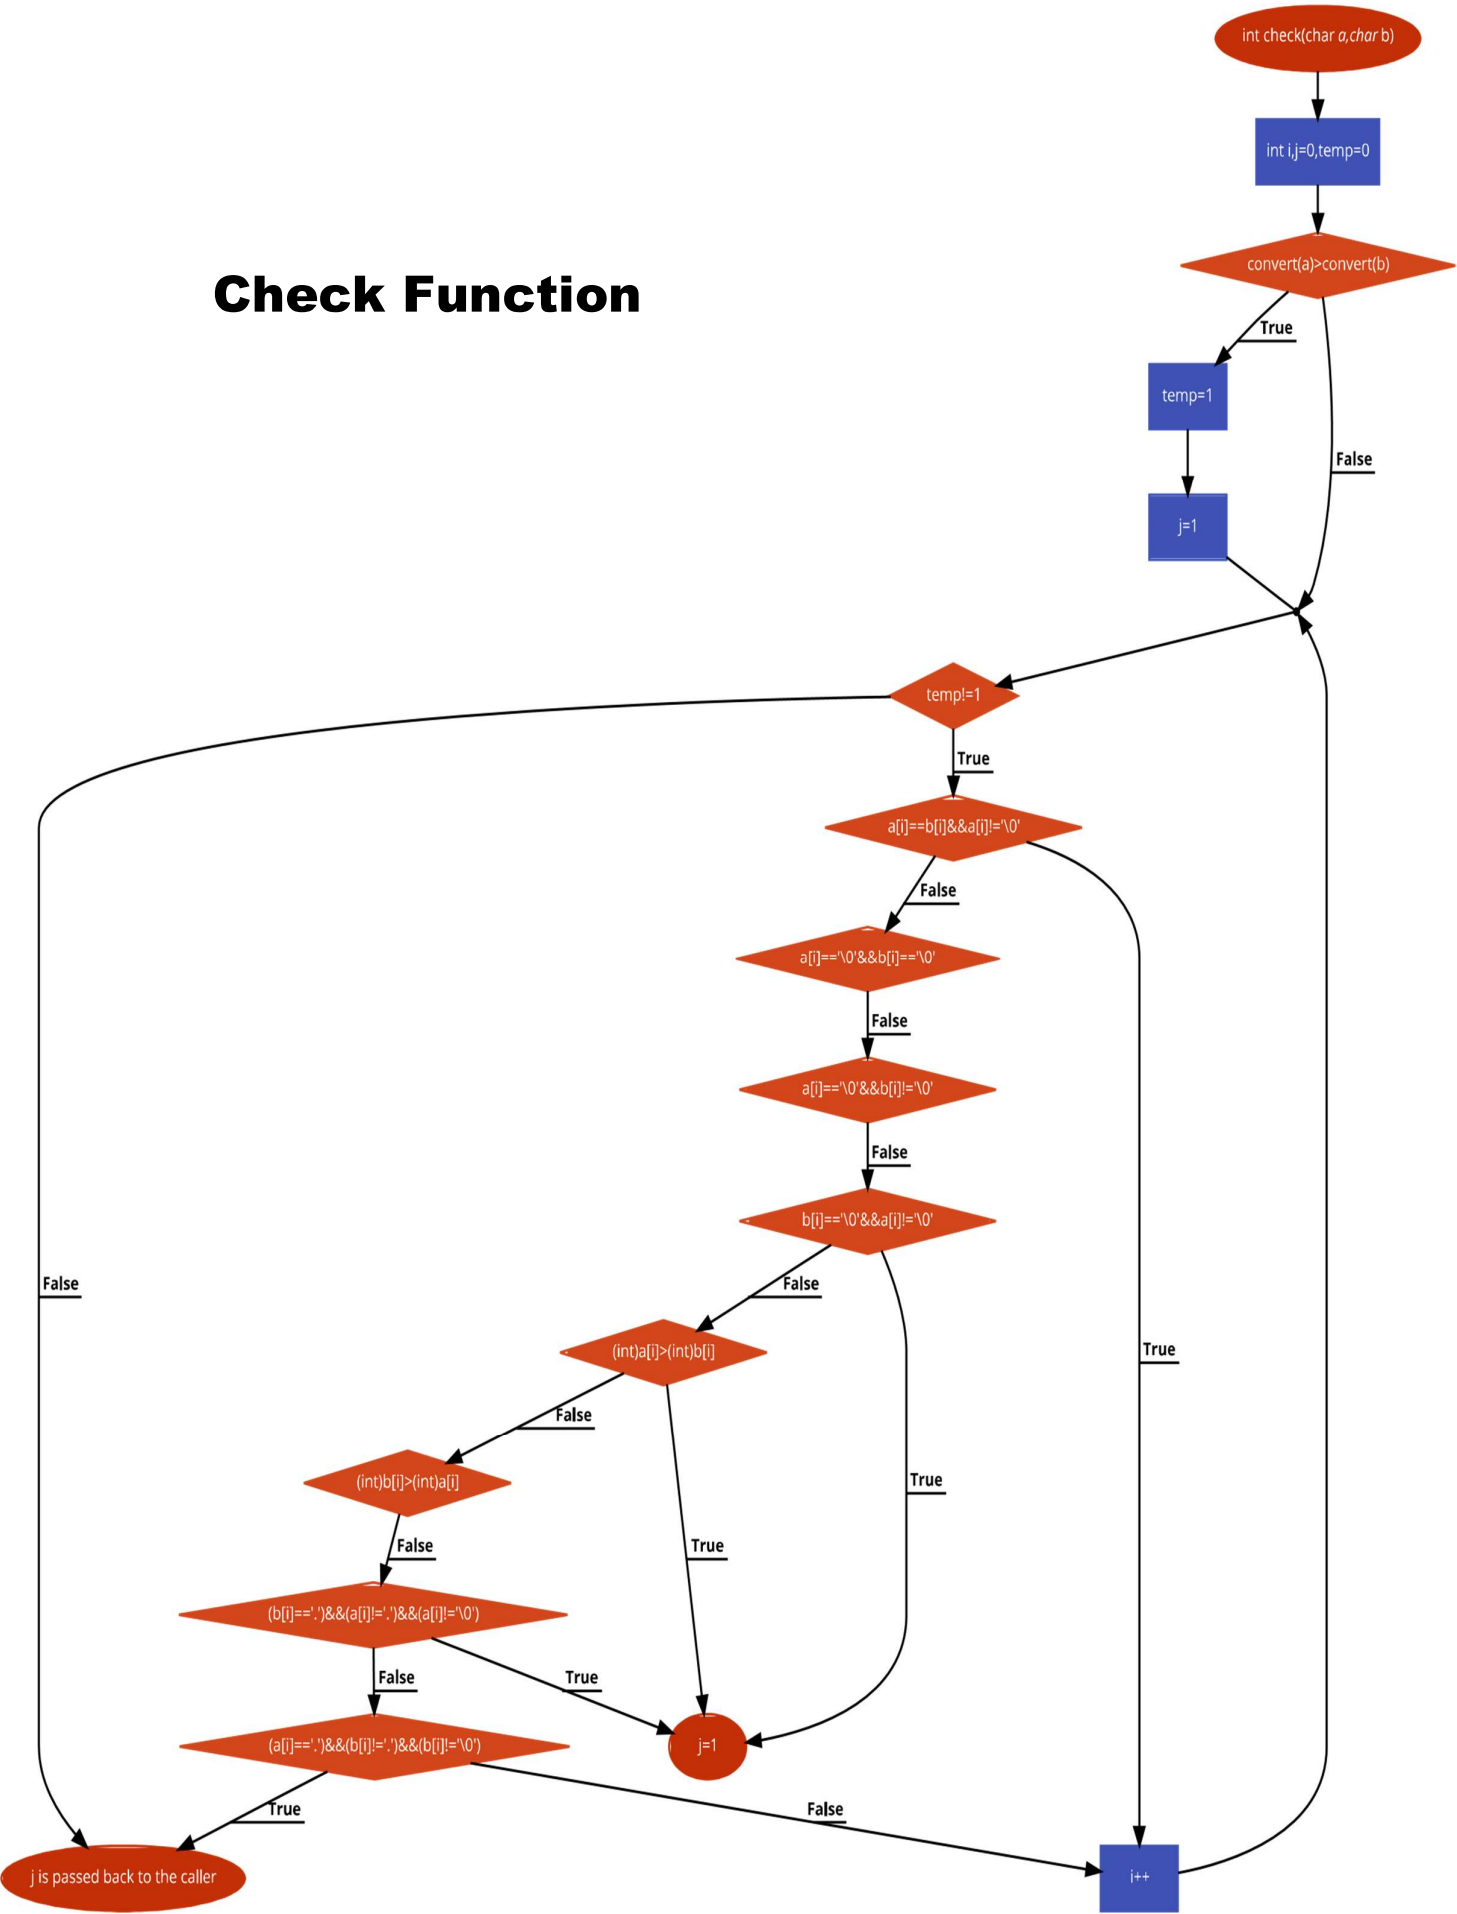 int check(char a,char b)
int i,j=0,temp=0
convert(a)>convert(b)
Check Function
True
temp=1
False
j=1
temp!=1
True
a[i]==b[i]&&a[i]!='\0'
False
a[i]=='\0'&&b[i]=='\0'
False
a[i]=='\0'&&b[i]!='\0'
False
b[i]=='\0'&&a[i]!='\0'
False
False
(int)a[i]>(int)b[i]
True
False
(int)b[i]>(int)a[i]
True
False
True
(b[i]=='.')&&(a[i]!='.')&&(a[i]!='\0')
False
True
(a[i]=='.')&&(b[i]!='.')&&(b[i]!='\0')
j=1
True
False
j is passed back to the caller
i++